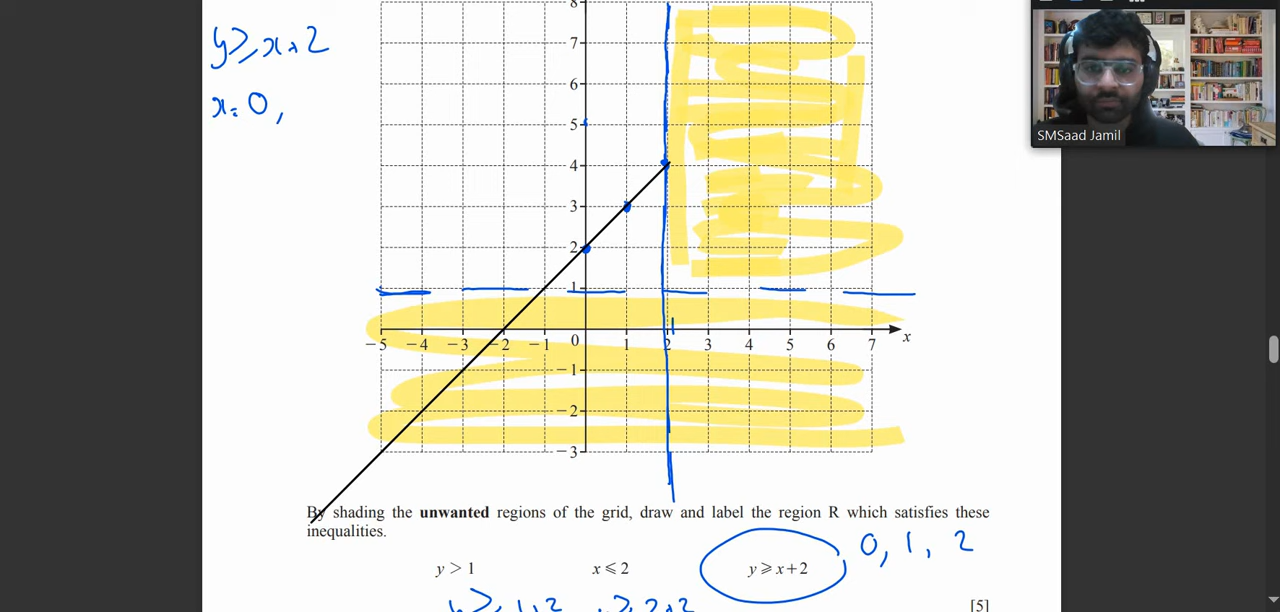 y ⩾ x+2
x=0,
8
7
6
5
4
3
2
1
-5 -4 -3 -2 -1 0 1 2 3 4 5 6 7 x
-1
-2
-3
SMSaad Jamil
By shading the unwanted regions of the grid, draw and label the region R which satisfies these
inequalities.
0, 1, 2
y > 1 x ⩽ 2 y ⩾ x+2
[5]